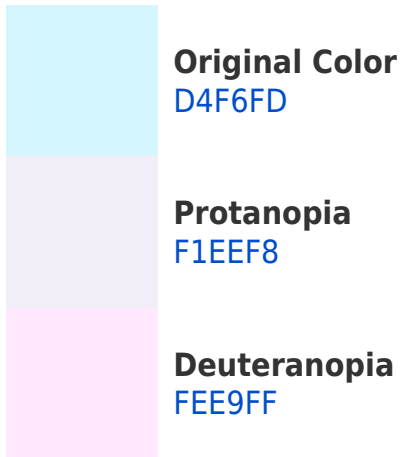 Original Color
D4F6FD
Protanopia
F1EEF8
Deuteranopia
FEE9FF